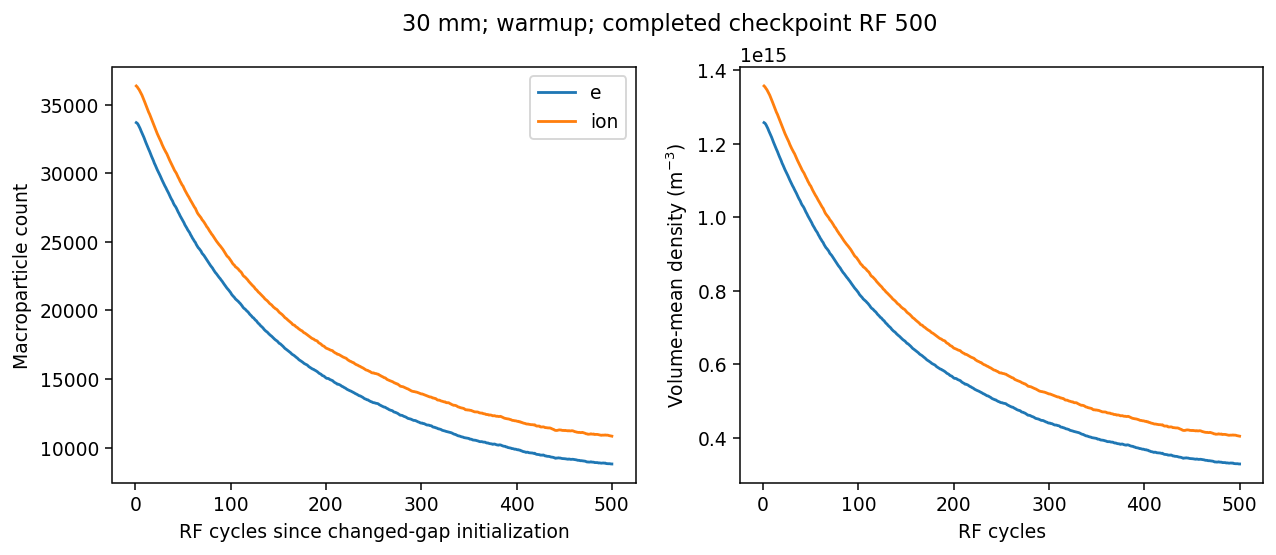 30 mm; warmup; completed checkpoint RF 500
Macroparticle count
35000
30000
25000
20000
15000
10000
e
ion
0 100 200 300 400 500
RF cycles since changed-gap initialization
1e15
Volume-mean density (m⁻³)
1.4
1.2
1.0
0.8
0.6
0.4
0 100 200 300 400 500
RF cycles